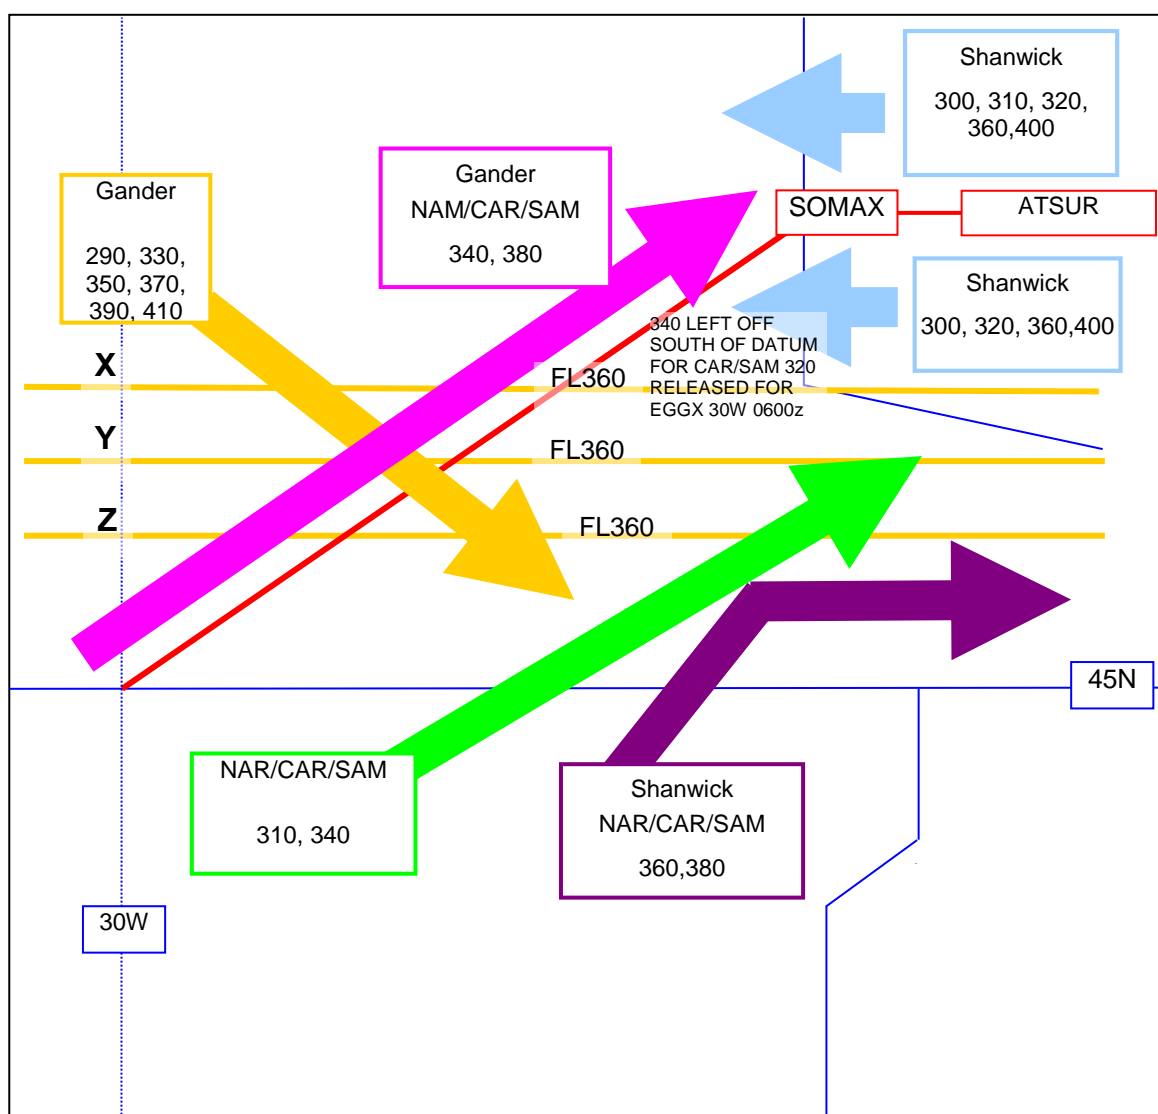 Shanwick
300, 310, 320,
360,400
Gander
NAM/CAR/SAM
340, 380
Gander
290, 330,
350, 370,
390, 410
SOMAX
ATSUR
Shanwick
300, 320, 360,400
340 LEFT OFF
SOUTH OF DATUM
FOR CAR/SAM 320
RELEASED FOR
EGGX 30W 0600z
X
FL360
Y
FL360
Z
FL360
45N
NAR/CAR/SAM
310, 340
Shanwick
NAR/CAR/SAM
360,380
30W